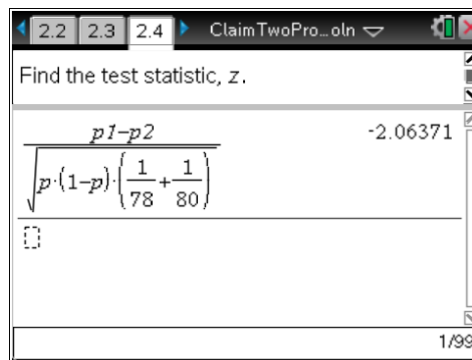 2.2 2.3 2.4 ClaimTwoPro...oln
Find the test statistic, z.
p1-p2 -2.06371
√p·(1-p)·(1/78+1/80)
1/99